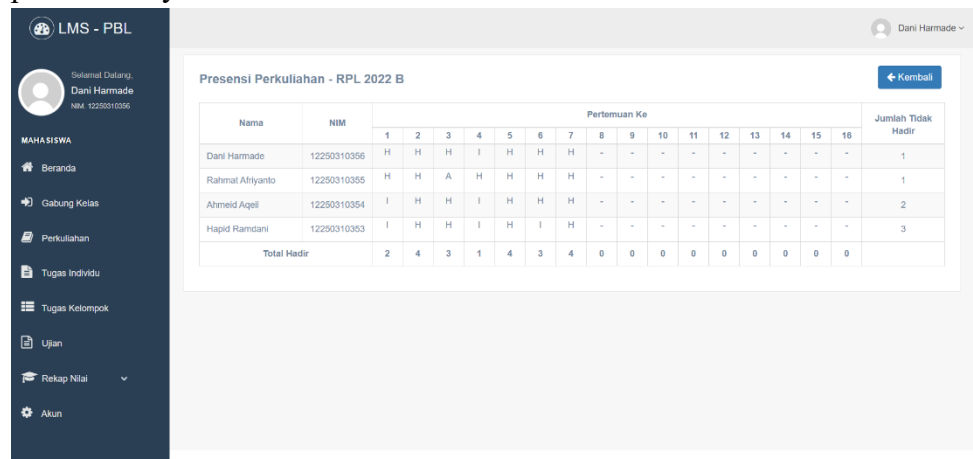 LMS - PBL
Dani Harmade
Selamat Datang,
Dani Harmade
NIM. 12250310356
MAHASISWA
Beranda
Gabung Kelas
Perkuliahan
Tugas Individu
Tugas Kelompok
Ujian
Rekap Nilai
Akun
Presensi Perkuliahan - RPL 2022 B
Kembali
Nama NIM Pertemuan Ke Jumlah Tidak Hadir
1 2 3 4 5 6 7 8 9 10 11 12 13 14 15 16
Dani Harmade 12250310356 H H H I H H H - - - - - - - - - 1
Rahmat Afriyanto 12250310355 H H A H H H H - - - - - - - - - 1
Ahmeid Aqeil 12250310354 I H H I H H H - - - - - - - - - 2
Hapid Ramdani 12250310353 I H H I H I H - - - - - - - - - 3
Total Hadir 2 4 3 1 4 3 4 0 0 0 0 0 0 0 0 0